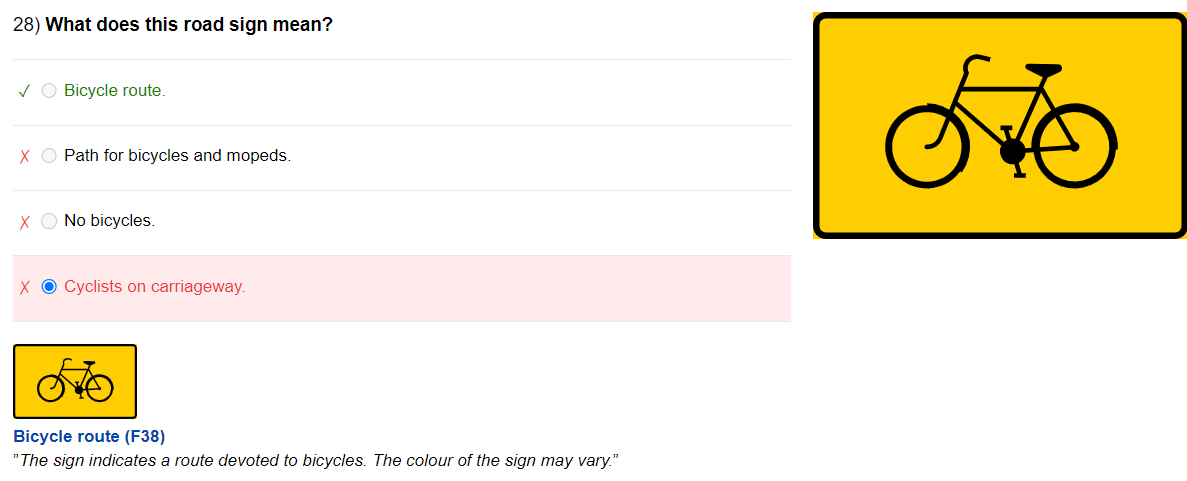 28) What does this road sign mean?
✓ Bicycle route.
✗ Path for bicycles and mopeds.
✗ No bicycles.
✗ Cyclists on carriageway.
Bicycle route (F38)
”The sign indicates a route devoted to bicycles. The colour of the sign may vary.”